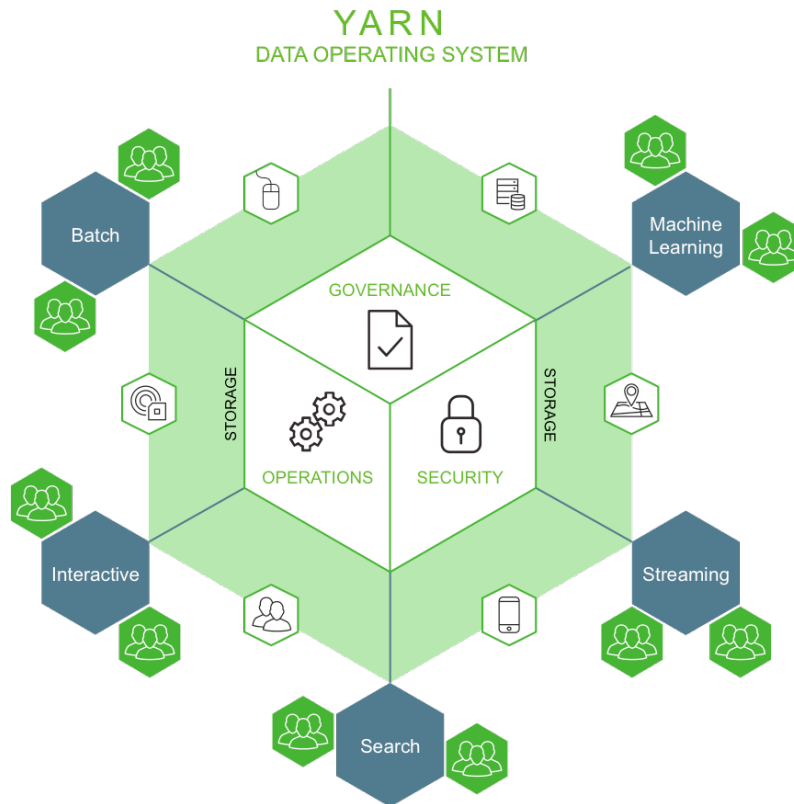 YARN
DATA OPERATING SYSTEM
Batch
Machine
Learning
GOVERNANCE
STORAGE
STORAGE
OPERATIONS
SECURITY
Interactive
Streaming
Search